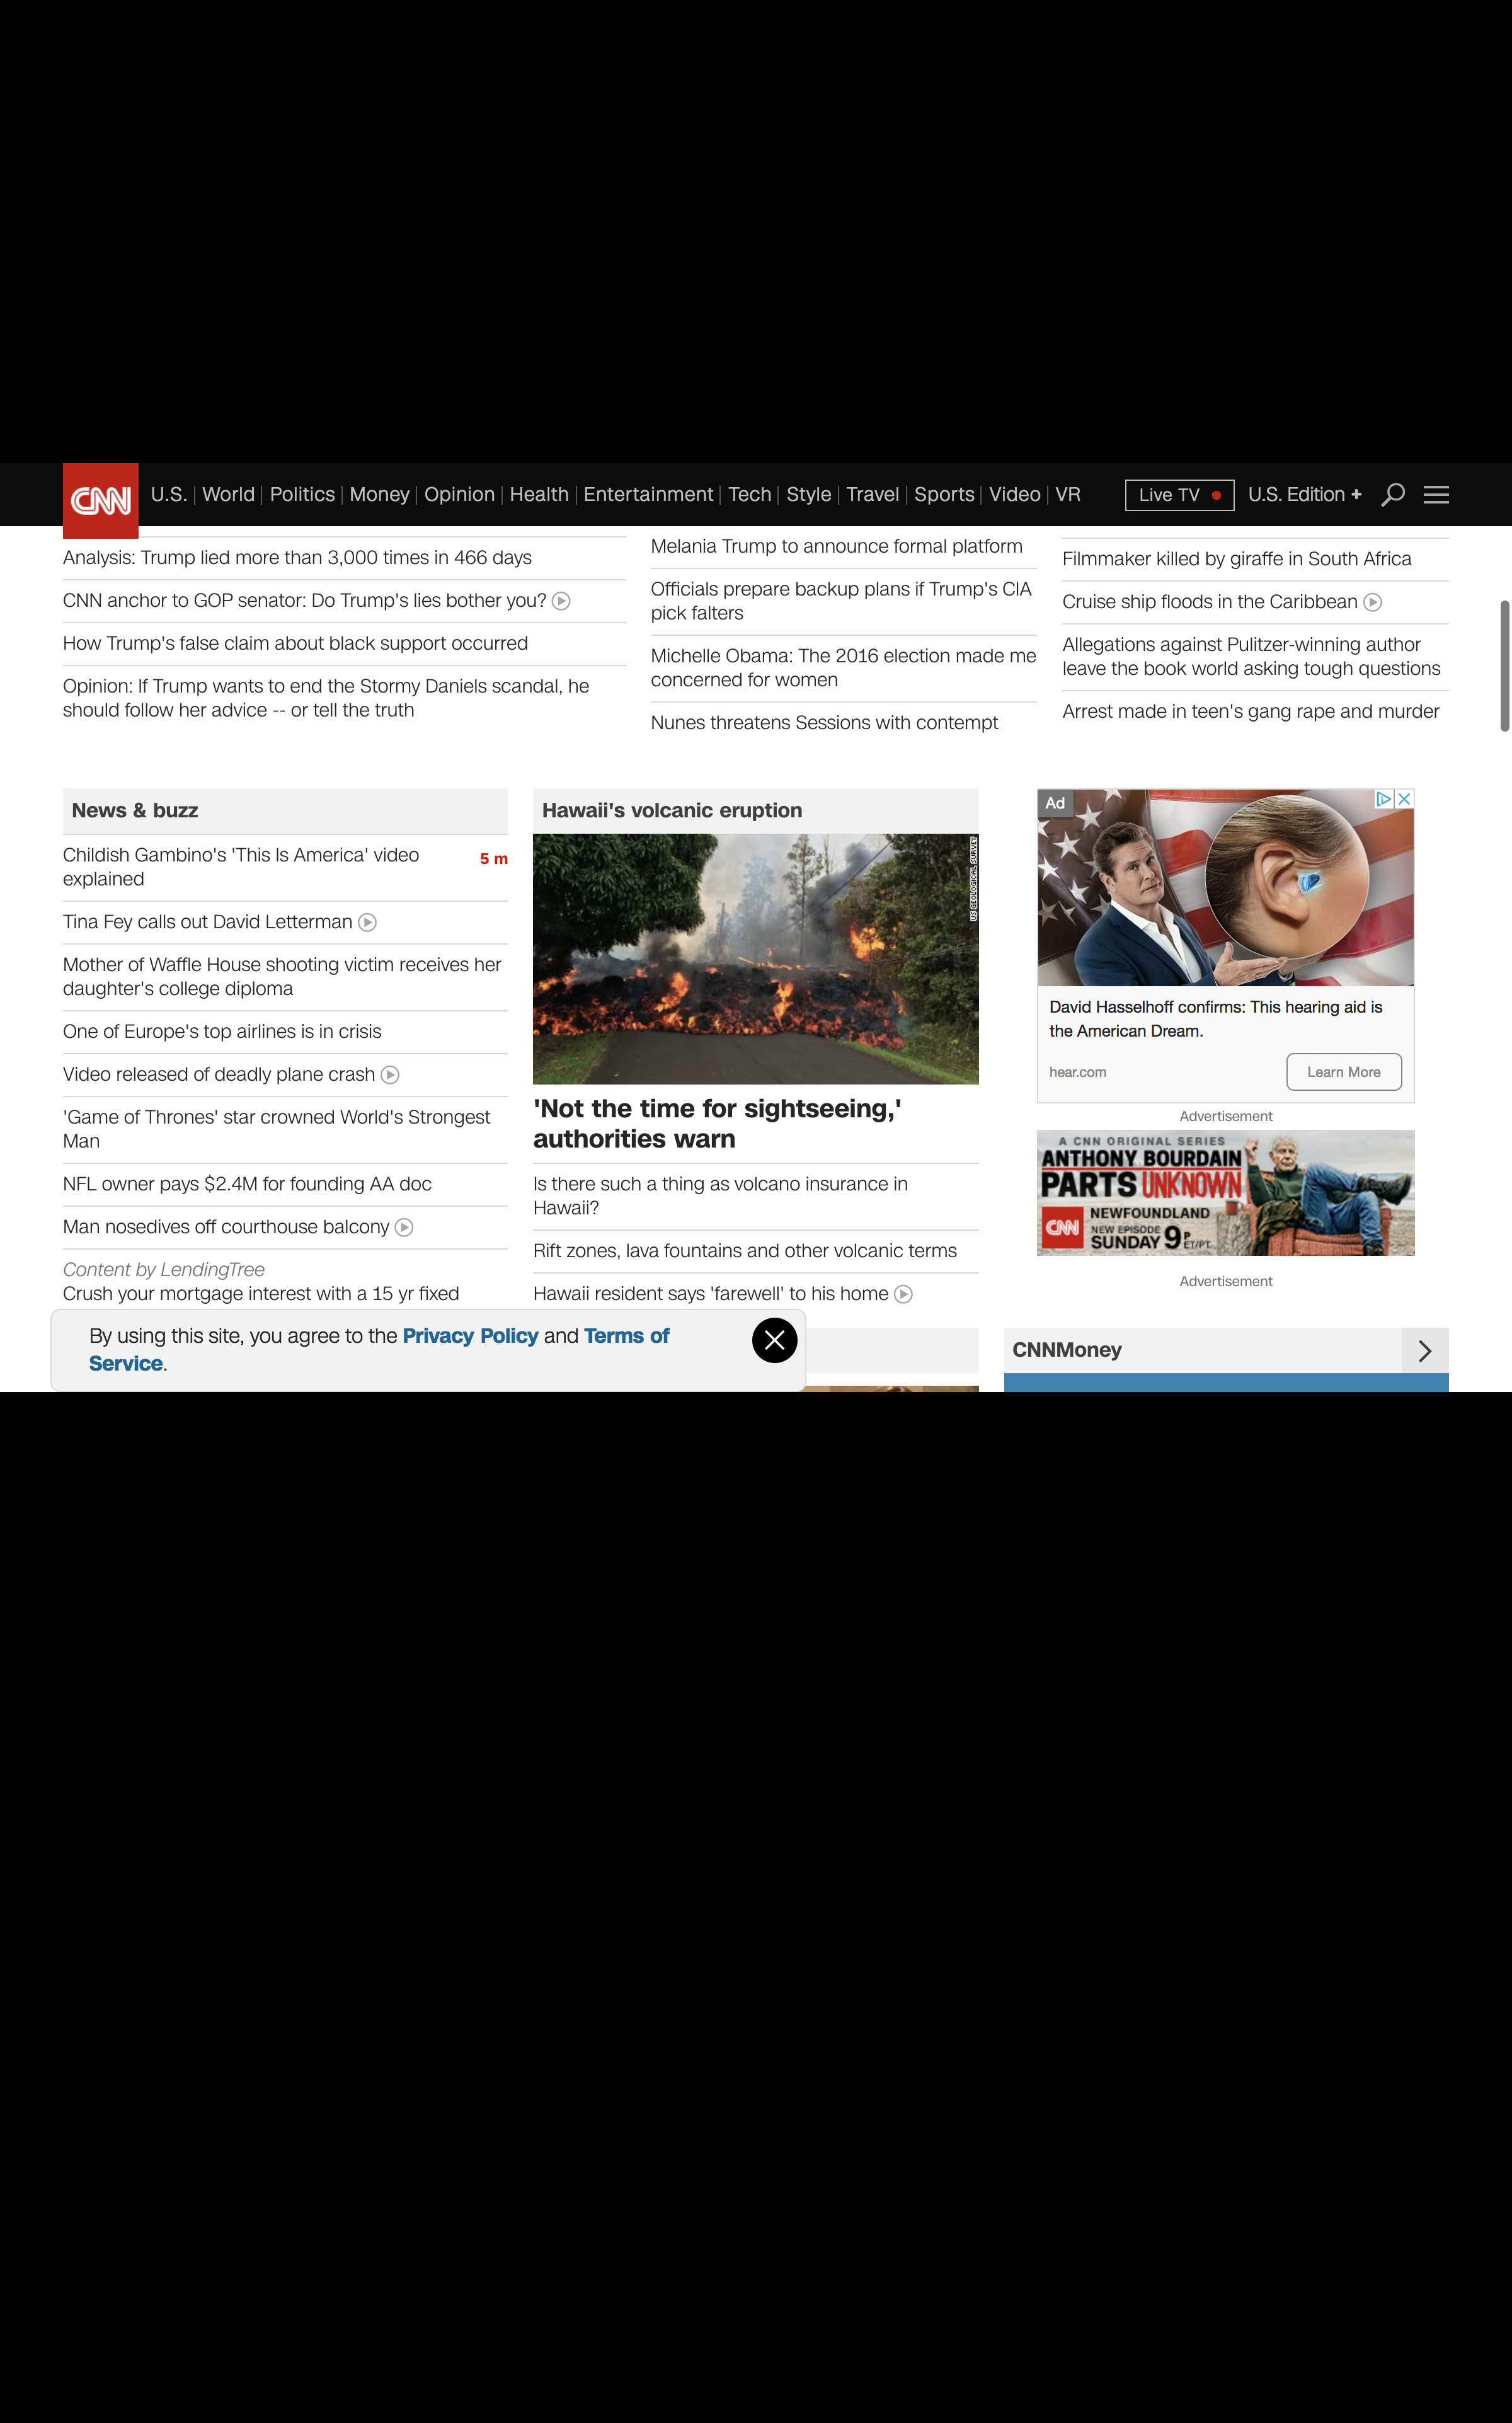 CNN
U.S.
World
Politics
Money
Opinion
Health
Entertainment
Tech
Style
Travel
Sports
Video
VR
Live TV
U.S. Edition +
Analysis: Trump lied more than 3,000 times in 466 days
CNN anchor to GOP senator: Do Trump's lies bother you?
How Trump's false claim about black support occurred
Opinion: If Trump wants to end the Stormy Daniels scandal, he
should follow her advice -- or tell the truth
Melania Trump to announce formal platform
Officials prepare backup plans if Trump's CIA
pick falters
Michelle Obama: The 2016 election made me
concerned for women
Nunes threatens Sessions with contempt
Filmmaker killed by giraffe in South Africa
Cruise ship floods in the Caribbean
Allegations against Pulitzer-winning author
leave the book world asking tough questions
Arrest made in teen's gang rape and murder
News & buzz
Childish Gambino's 'This Is America' video
explained
5 m
Tina Fey calls out David Letterman
Mother of Waffle House shooting victim receives her
daughter's college diploma
One of Europe's top airlines is in crisis
Video released of deadly plane crash
'Game of Thrones' star crowned World's Strongest
Man
NFL owner pays $2.4M for founding AA doc
Man nosedives off courthouse balcony
Content by LendingTree
Crush your mortgage interest with a 15 yr fixed
Hawaii's volcanic eruption
US GEOLOGICAL SURVEY
'Not the time for sightseeing,'
authorities warn
Is there such a thing as volcano insurance in
Hawaii?
Rift zones, lava fountains and other volcanic terms
Hawaii resident says 'farewell' to his home
Ad
David Hasselhoff confirms: This hearing aid is
the American Dream.
hear.com
Learn More
Advertisement
A CNN ORIGINAL SERIES
ANTHONY BOURDAIN
PARTS UNKNOWN
CNN
NEWFOUNDLAND
NEW EPISODE
SUNDAY 9P ET/PT
Advertisement
By using this site, you agree to the Privacy Policy and Terms of
Service.
CNNMoney